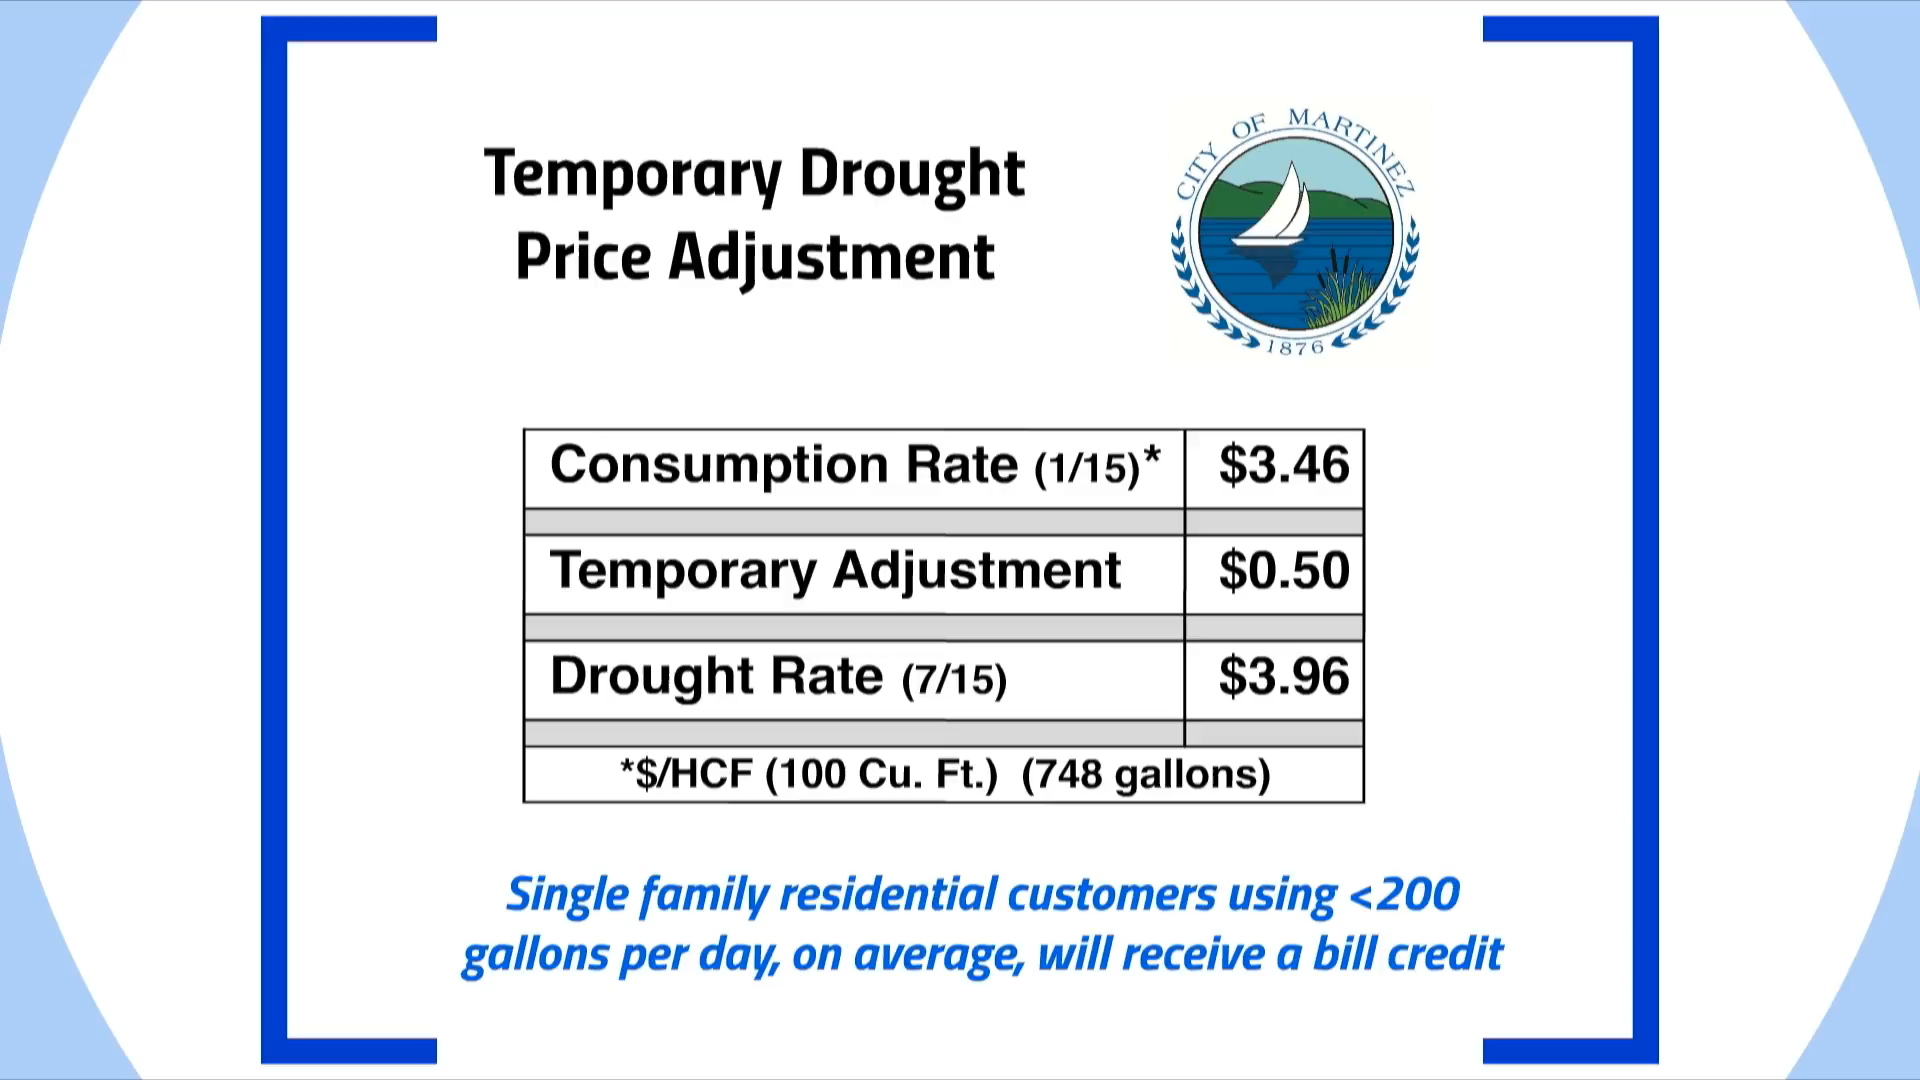 Temporary Drought
Price Adjustment
CITY OF MARTINEZ
1876
Consumption Rate (1/15)* $3.46
Temporary Adjustment $0.50
Drought Rate (7/15) $3.96
*$/HCF (100 Cu. Ft.) (748 gallons)
Single family residential customers using <200
gallons per day, on average, will receive a bill credit